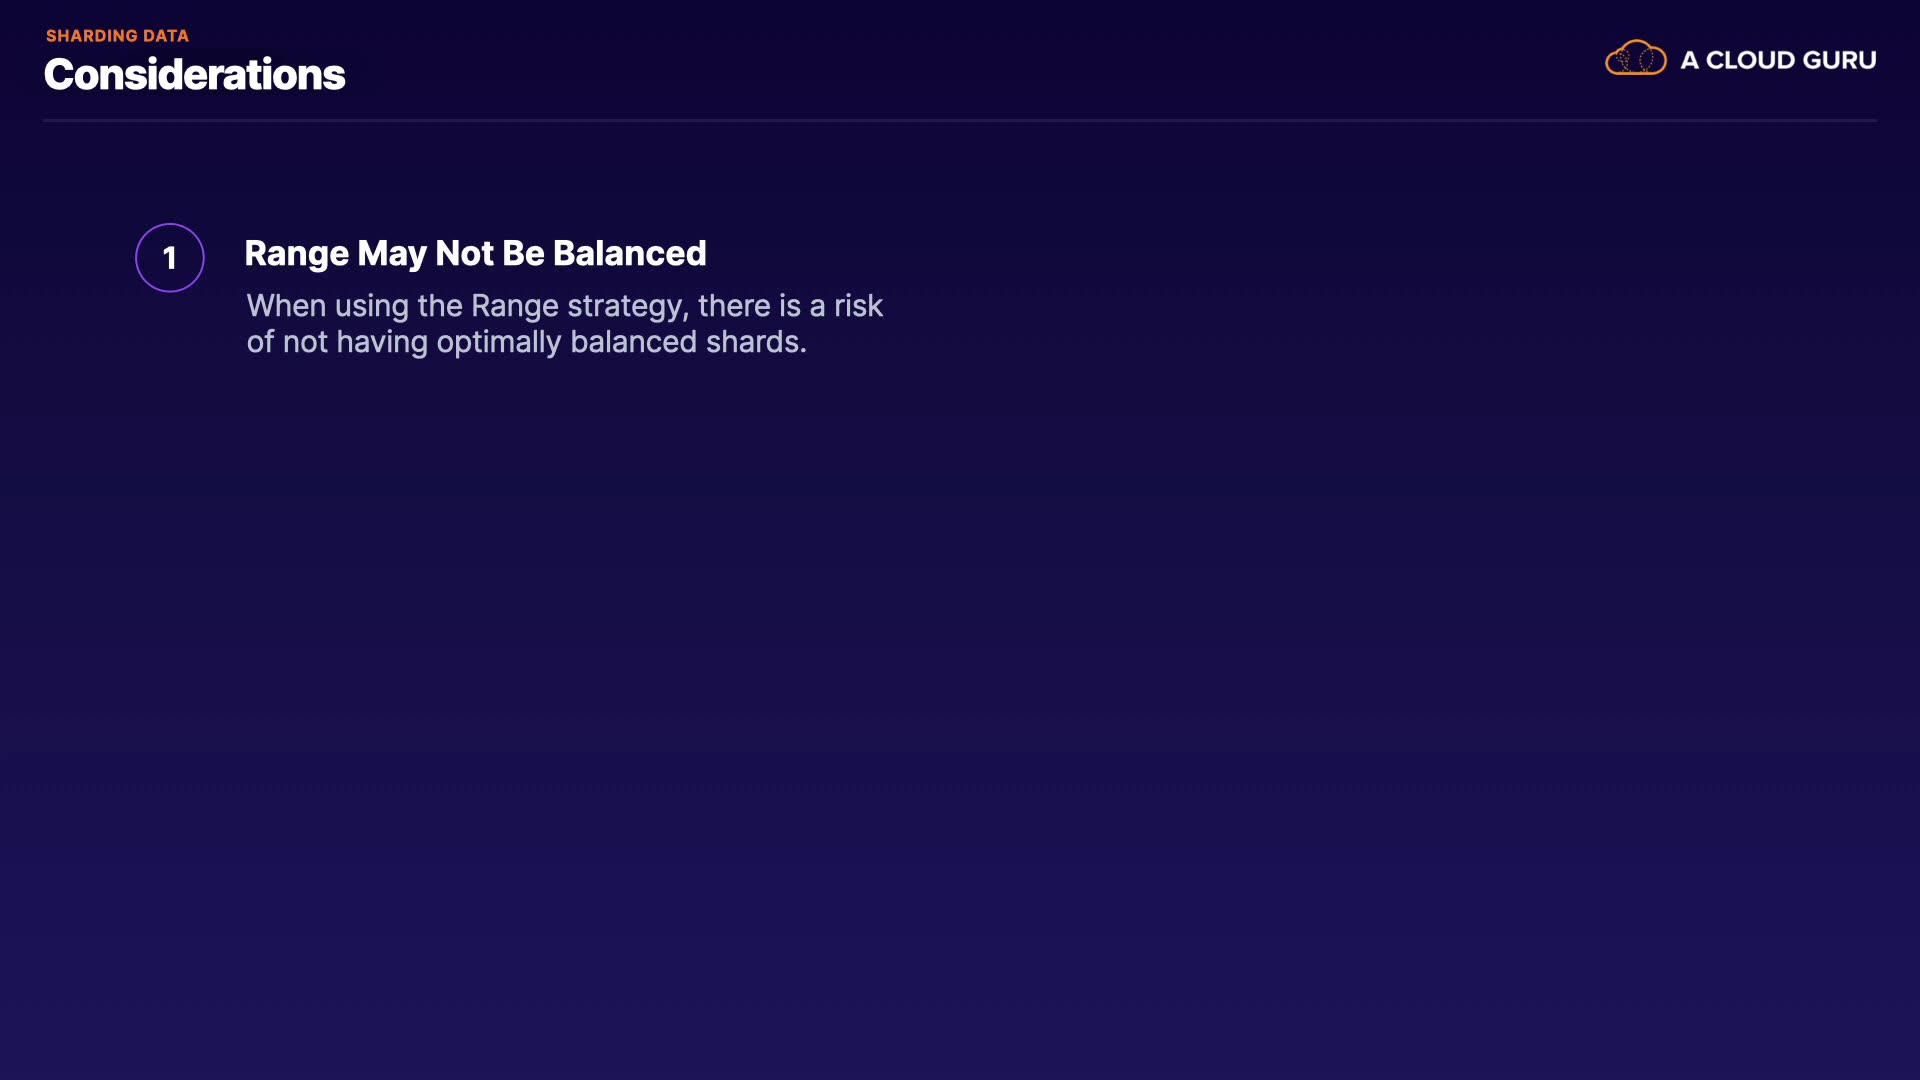 SHARDING DATA
Considerations
A CLOUD GURU
1
Range May Not Be Balanced
When using the Range strategy, there is a risk
of not having optimally balanced shards.